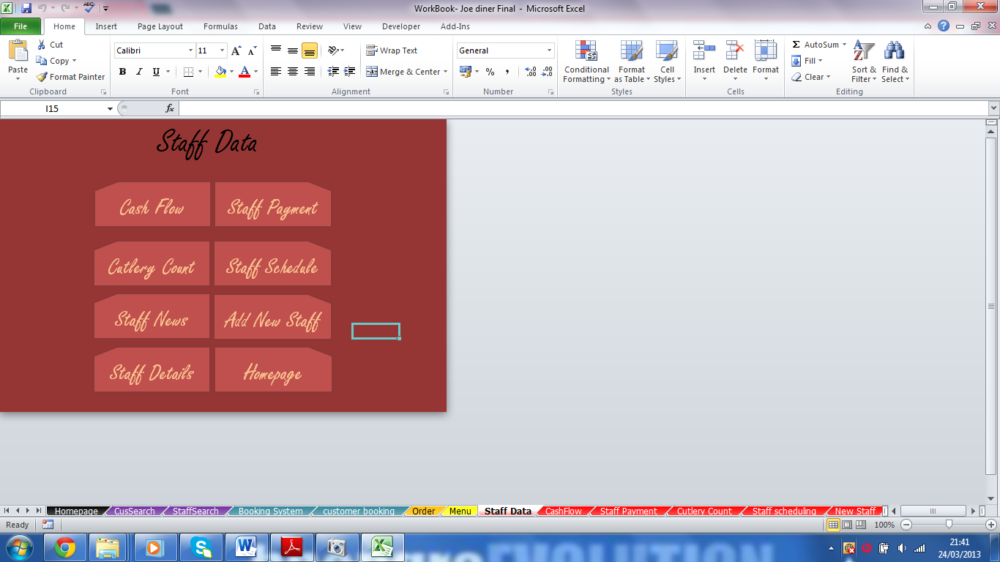 WorkBook- Joe diner Final - Microsoft Excel
File Home Insert Page Layout Formulas Data Review View Developer Add-Ins
Paste
Cut
Copy
Format Painter
Clipboard
Calibri 11
B I U
Font
Wrap Text
Merge & Center
Alignment
General
%
Number
Conditional Formatting
Format as Table
Cell Styles
Styles
Insert Delete Format
Cells
Σ AutoSum
Fill
Clear
Sort & Filter
Find & Select
Editing
I15 fx
Staff Data
Cash Flow Staff Payment
Cutlery Count Staff Schedule
Staff News Add New Staff
Staff Details Homepage
Homepage CusSearch StaffSearch Booking System customer booking Order Menu Staff Data CashFlow Staff Payment Cutlery Count Staff scheduling New Staff
Ready 100%
EVOLUTION
21:41
24/03/2013